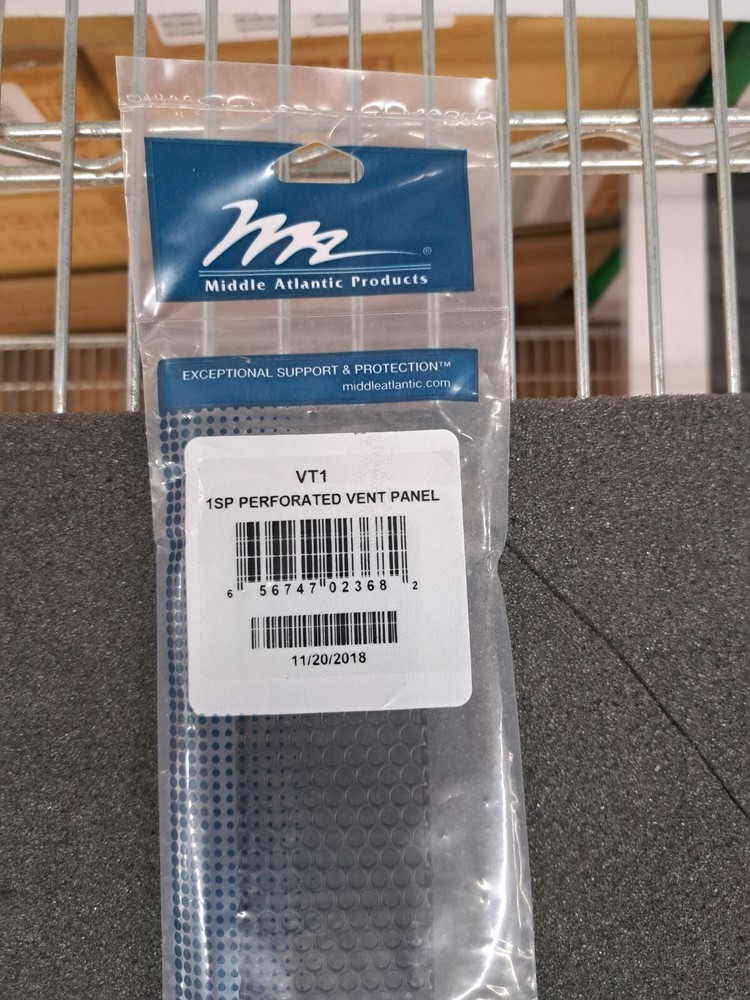 ®
Middle Atlantic Products
EXCEPTIONAL SUPPORT & PROTECTION™
middleatlantic.com
VT1
1SP PERFORATED VENT PANEL
6 56747 02368 2
11/20/2018